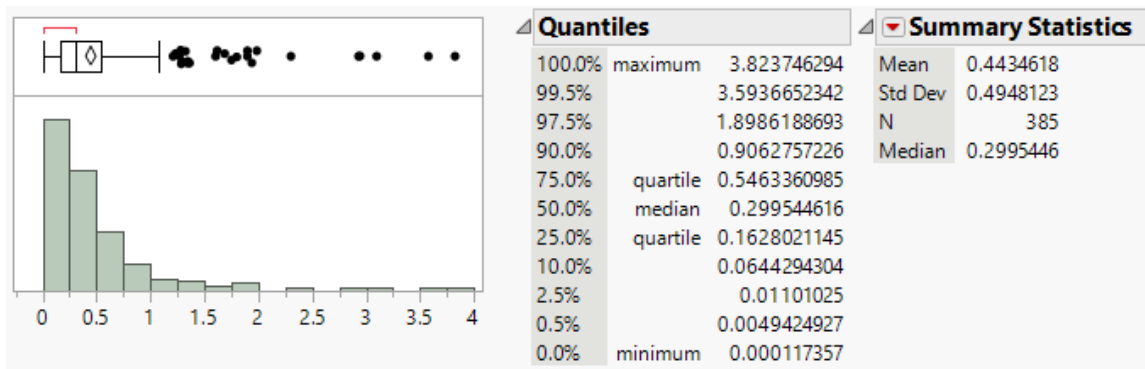 Quantiles
100.0% maximum 3.823746294
99.5% 3.5936652342
97.5% 1.8986188693
90.0% 0.9062757226
75.0% quartile 0.5463360985
50.0% median 0.299544616
25.0% quartile 0.1628021145
10.0% 0.0644294304
2.5% 0.01101025
0.5% 0.0049424927
0.0% minimum 0.000117357
Summary Statistics
Mean 0.4434618
Std Dev 0.4948123
N 385
Median 0.2995446
0 0.5 1 1.5 2 2.5 3 3.5 4